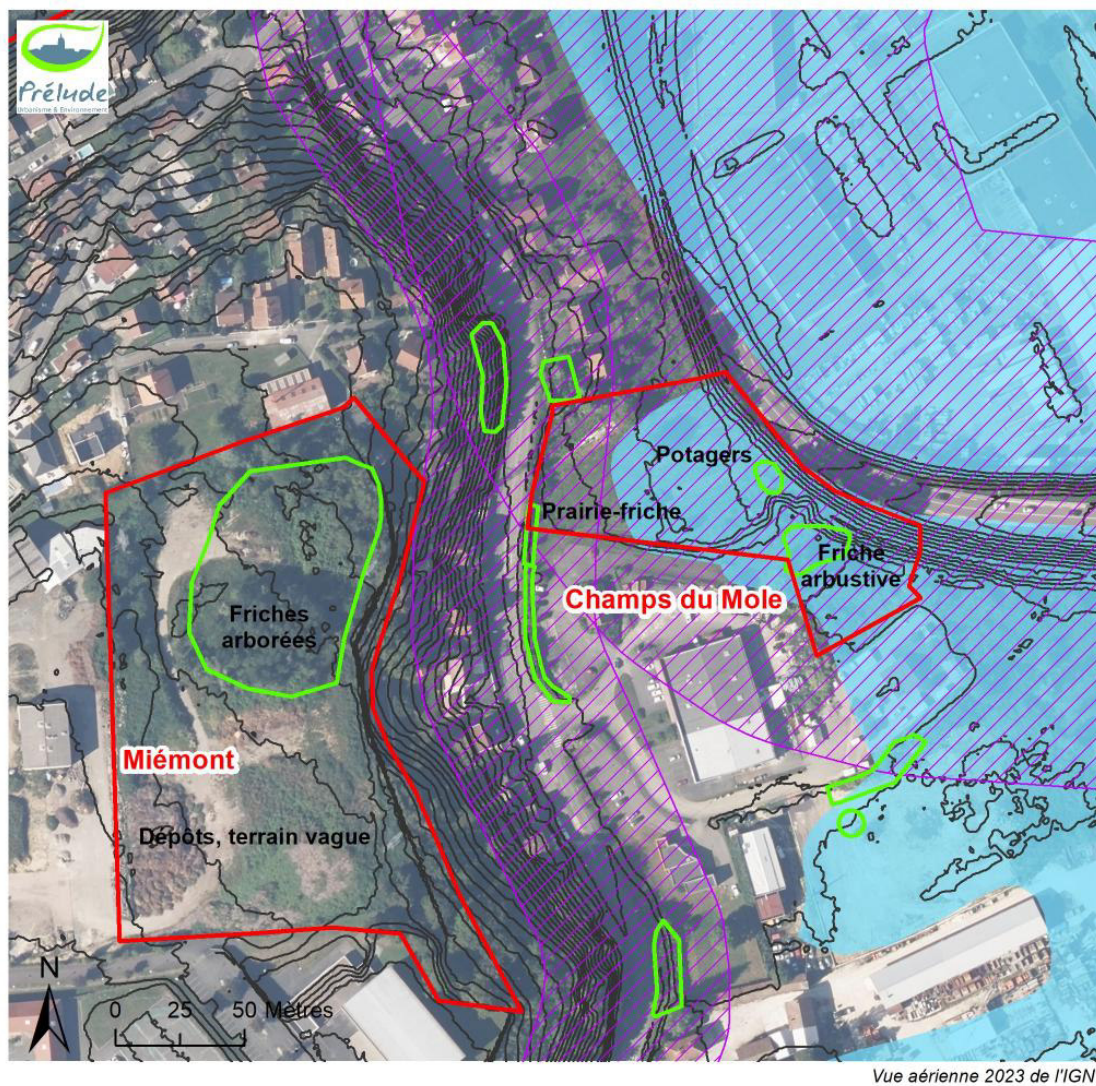 Prélude
Urbanisme & Environnement
Potagers
Prairie-friche
Friche
arbustive
Champs du Mole
Friches
arborées
Miémont
Dépôts, terrain vague
N
0 25 50 Mètres
Vue aérienne 2023 de l'IGN